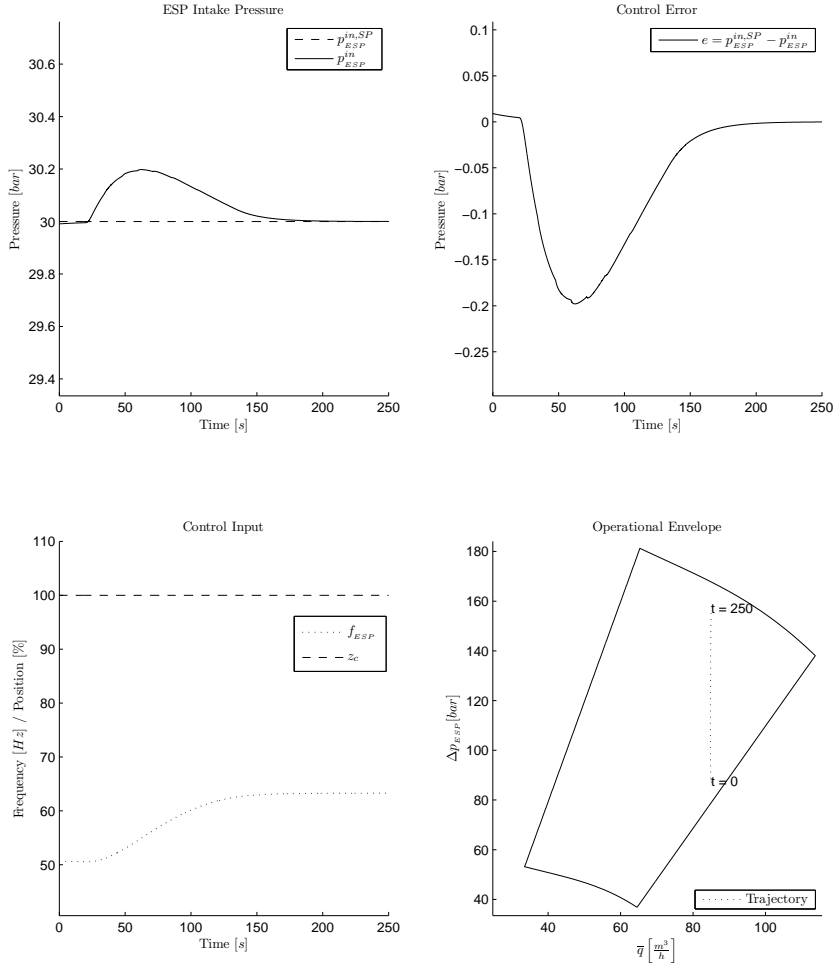 ESP Intake Pressure
30.6
30.4
30.2
30
29.8
29.6
29.4
Pressure [bar]
0 50 100 150 200 250
Time [s]
p_{ESP}^{in,SP}
p_{ESP}^{in}
Control Error
0.1
0.05
0
−0.05
−0.1
−0.15
−0.2
−0.25
Pressure [bar]
0 50 100 150 200 250
Time [s]
e = p_{ESP}^{in,SP} − p_{ESP}^{in}
Control Input
110
100
90
80
70
60
50
Frequency [Hz] / Position [%]
0 50 100 150 200 250
Time [s]
f_{ESP}
z_c
Operational Envelope
180
160
140
120
100
80
60
40
Δp_{ESP}[bar]
40 60 80 100
q̅ [m³/h]
t = 250
t = 0
Trajectory